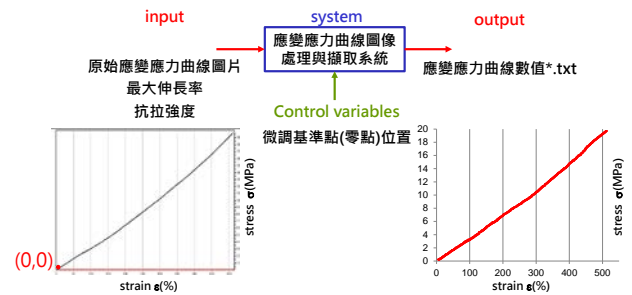 input
system
output
應變應力曲線圖像
處理與擷取系統
原始應變應力曲線圖片
最大伸長率
抗拉強度
應變應力曲線數值*.txt
Control variables
微調基準點(零點)位置
(0,0)
stress σ(MPa)
strain ε(%)
20
18
16
14
12
10
8
6
4
2
0
0 100 200 300 400 500
stress σ(MPa)
strain ε(%)